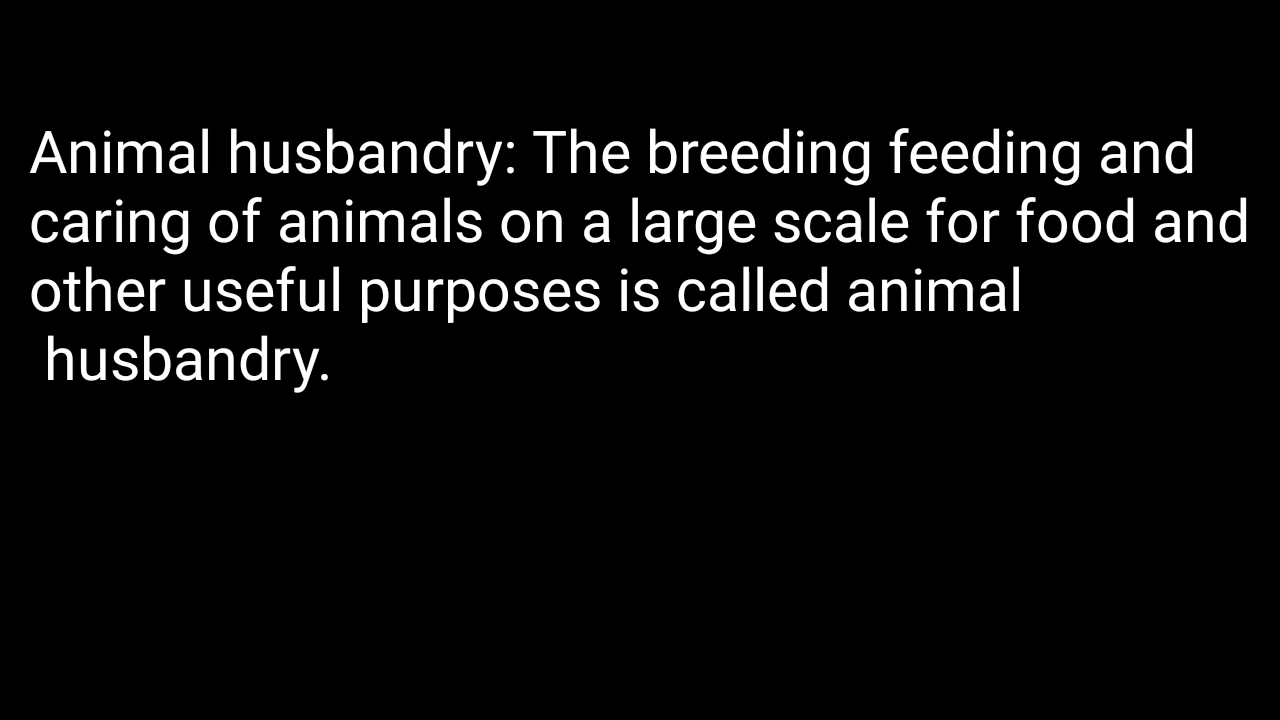 Animal husbandry: The breeding feeding and
caring of animals on a large scale for food and
other useful purposes is called animal
husbandry.